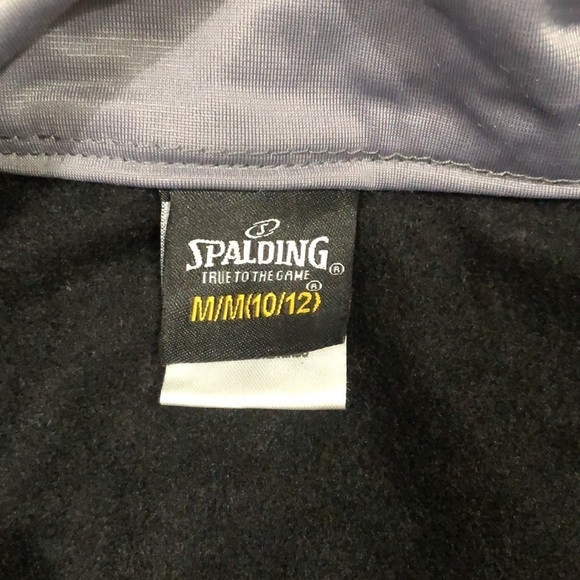 S
SPALDING®
TRUE TO THE GAME®
M/M(10/12)